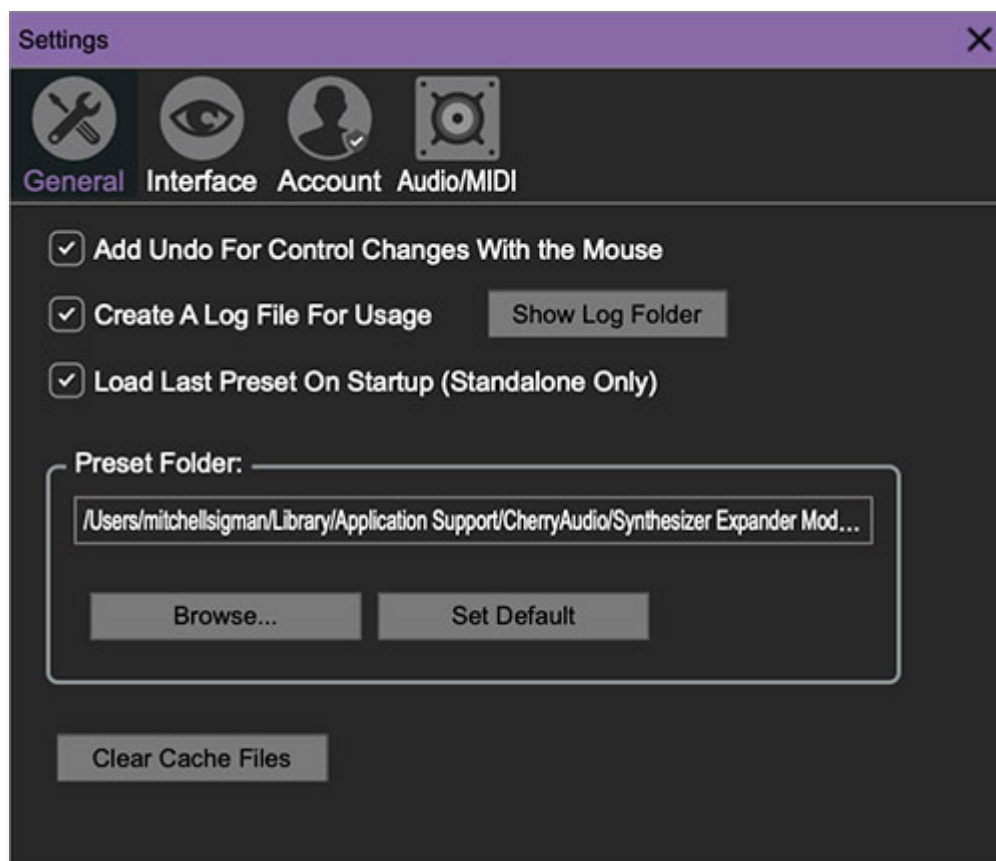 Settings
General Interface Account Audio/MIDI
Add Undo For Control Changes With the Mouse
Create A Log File For Usage Show Log Folder
Load Last Preset On Startup (Standalone Only)
Preset Folder:
/Users/mitchellsigman/Library/Application Support/CherryAudio/Synthesizer Expander Mod...
Browse... Set Default
Clear Cache Files